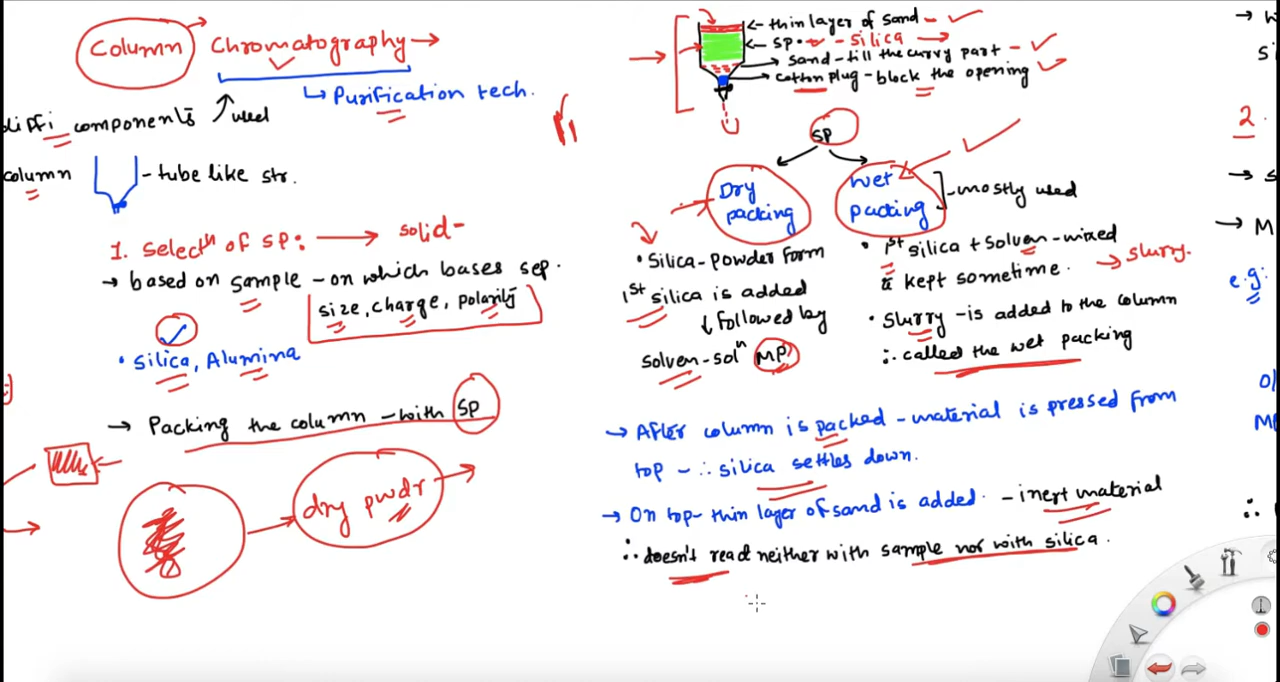 Column Chromatography
Purification tech.
diffi components used
column - tube like str.
1. Selectn of SP: solid-
→ based on sample - on which bases sep.
size, charge, polarity
• Silica, Alumina
→ Packing the column - with SP
dry pwdr
← thin layer of sand -
← SP. - silica
sand - till the curvy part -
cotton plug - block the opening
SP
Dry packing
Wet packing
- mostly used
• Silica - powder form
1st silica is added
↓ followed by
solven - soln MP
• 1st silica + solven - mixed
& kept sometime.
→ slurry.
• slurry - is added to the column
∴ called the wet packing
→ After column is packed - material is pressed from
top - ∴ silica settles down.
→ On top - thin layer of sand is added. - inert material
∴ doesn't react neither with sample nor with silica.
2.
e.g: